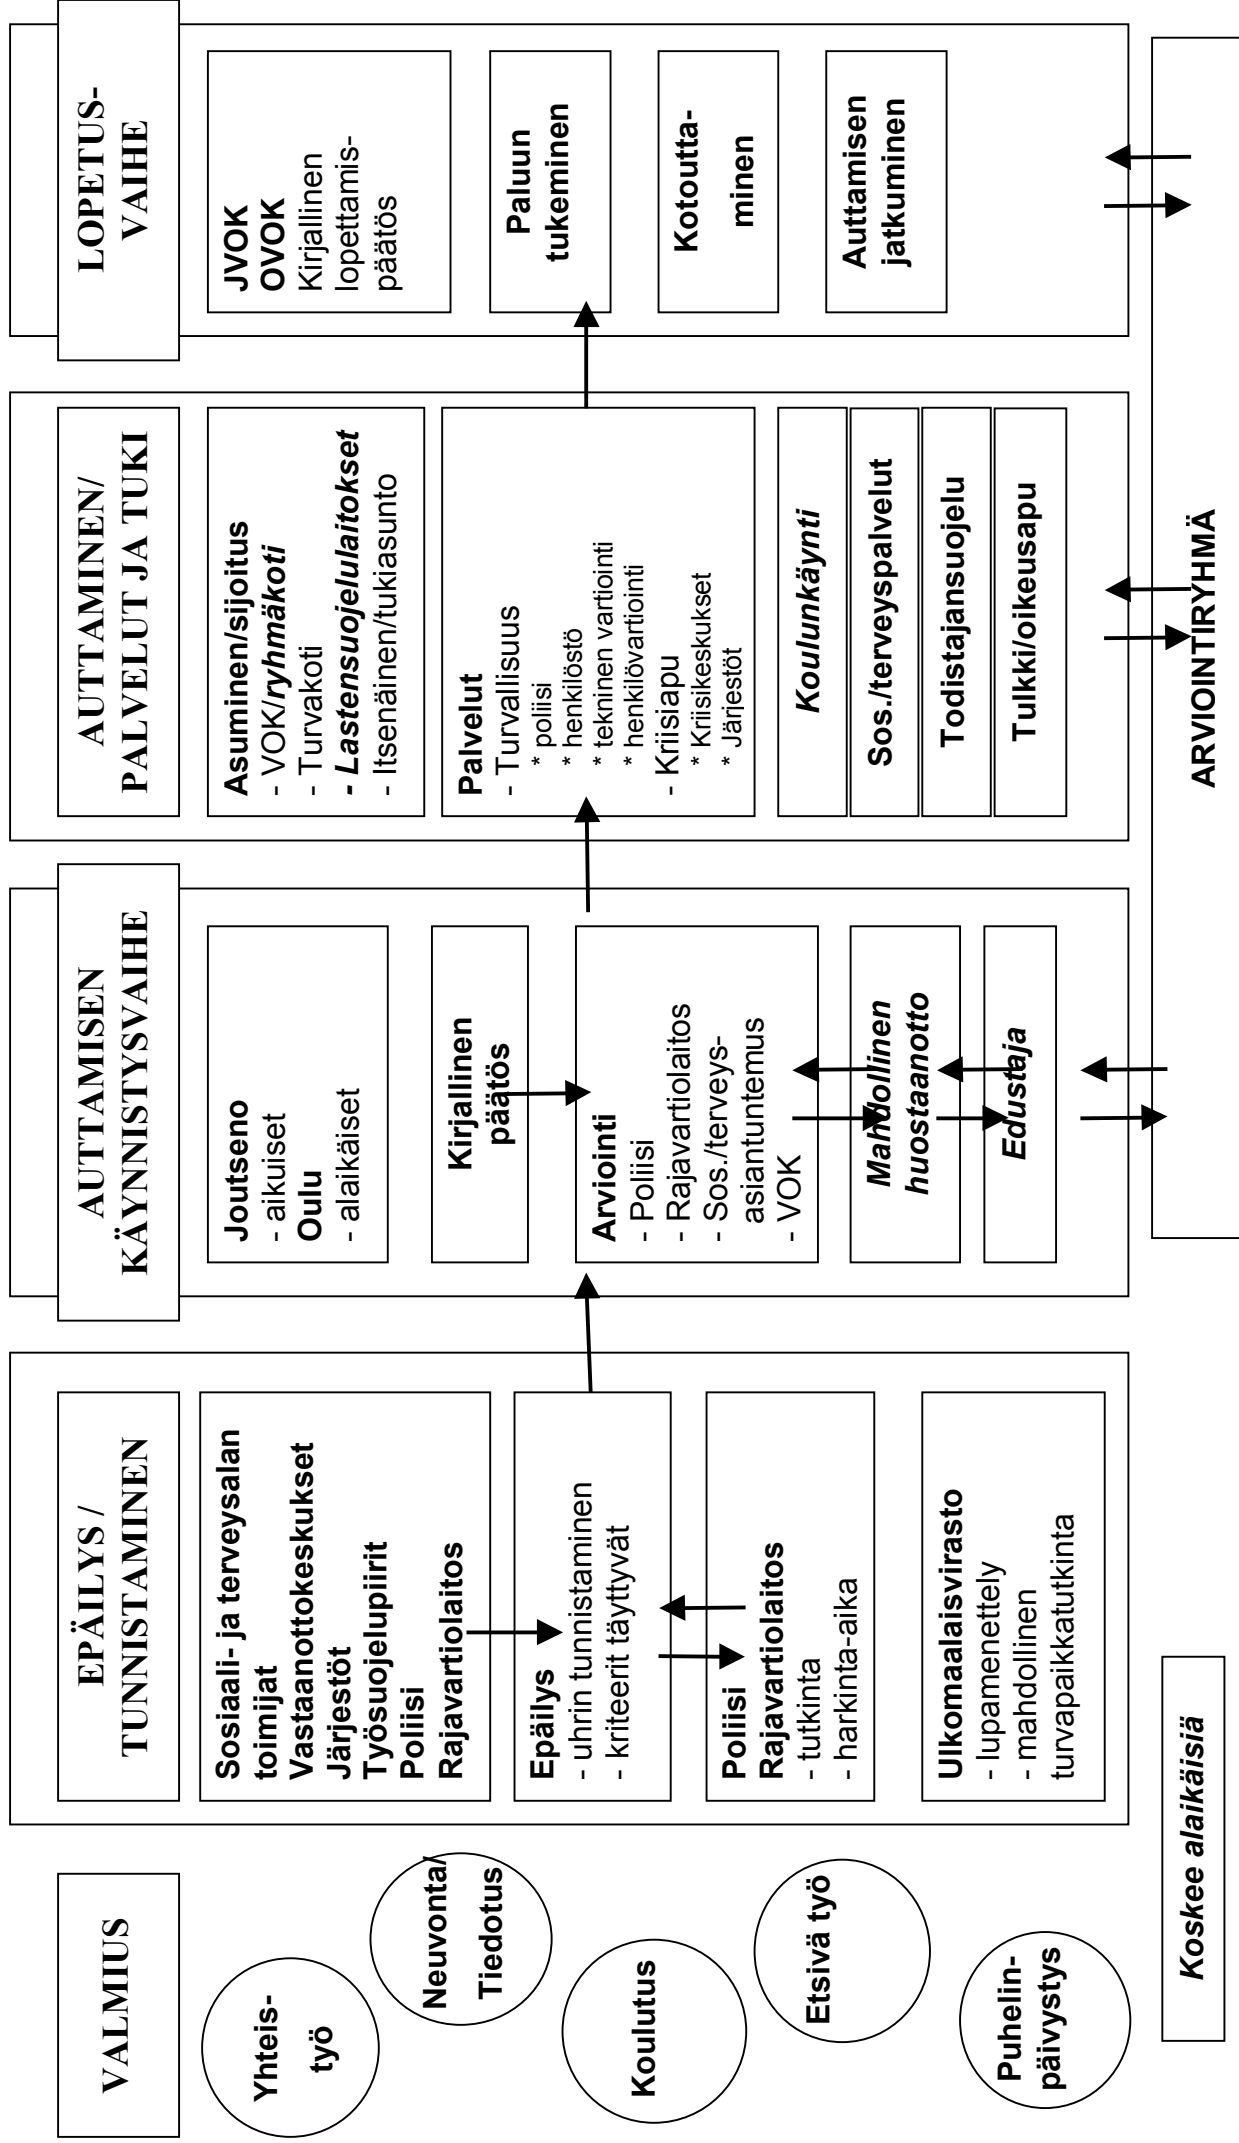 VALMIUS
Yhteis-
työ
Neuvonta/
Tiedotus
Koulutus
Etsivä työ
Puhelin-
päivystys
Koskee alaikäisiä
EPÄILYS /
TUNNISTAMINEN
Sosiaali- ja terveysalan
toimijat
Vastaanottokeskukset
Järjestöt
Työsuojelupiirit
Poliisi
Rajavartiolaitos
Epäilys
- uhrin tunnistaminen
- kriteerit täyttyvät
Poliisi
Rajavartiolaitos
- tutkinta
- harkinta-aika
Ulkomaalaisvirasto
- lupamenettely
- mahdollinen
turvapaikkatutkinta
AUTTAMISEN
KÄYNNISTYSVAIHE
Joutseno
- aikuiset
Oulu
- alaikäiset
Kirjallinen
päätös
Arviointi
- Poliisi
- Rajavartiolaitos
- Sos./terveys-
asiantuntemus
- VOK
Mahdollinen
huostaanotto
Edustaja
AUTTAMINEN/
PALVELUT JA TUKI
Asuminen/sijoitus
- VOK/ryhmäkoti
- Turvakoti
- Lastensuojelulaitokset
- Itsenäinen/tukiasunto
Palvelut
- Turvallisuus
* poliisi
* henkilöstö
* tekninen vartiointi
* henkilövartiointi
- Kriisiapu
* Kriisikeskukset
* Järjestöt
Koulunkäynti
Sos./terveyspalvelut
Todistajansuojelu
Tulkki/oikeusapu
LOPETUS-
VAIHE
JVOK
OVOK
Kirjallinen
lopettamis-
päätös
Paluun
tukeminen
Kotoutta-
minen
Auttamisen
jatkuminen
ARVIOINTIRYHMÄ